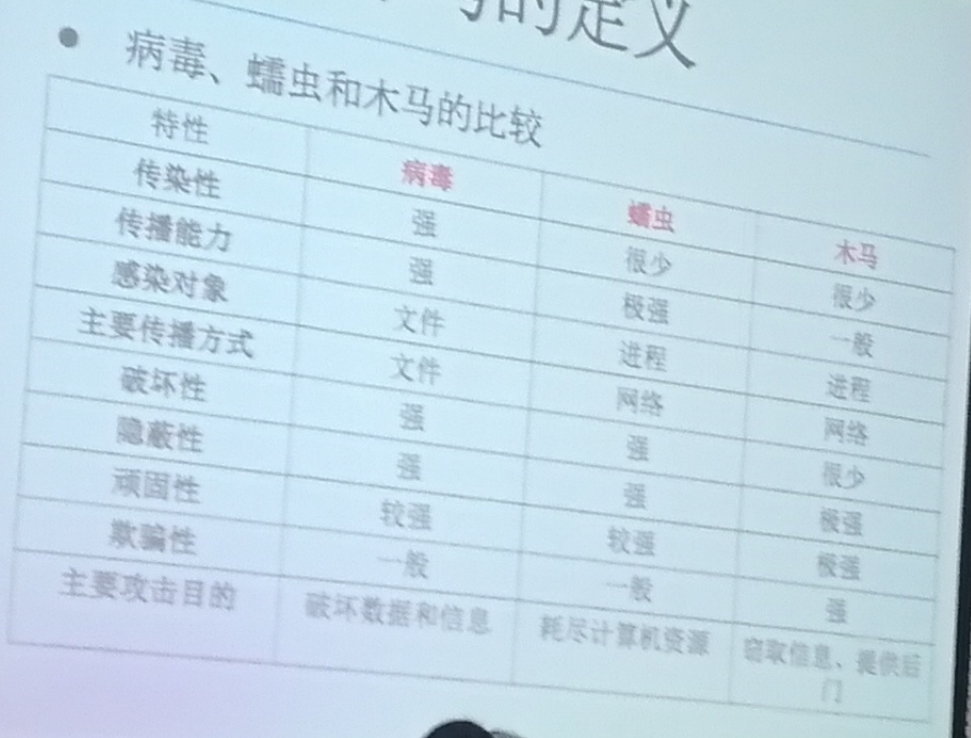 的定义
● 病毒、蠕虫和木马的比较
特性 病毒 蠕虫 木马
传染性 强 很少 很少
传播能力 强 极强 一般
感染对象 文件 进程 进程
主要传播方式 文件 网络 网络
破坏性 强 强 很少
隐蔽性 强 强 极强
顽固性 较强 较强 极强
欺骗性 一般 一般 强
主要攻击目的 破坏数据和信息 耗尽计算机资源 窃取信息、提供后
门